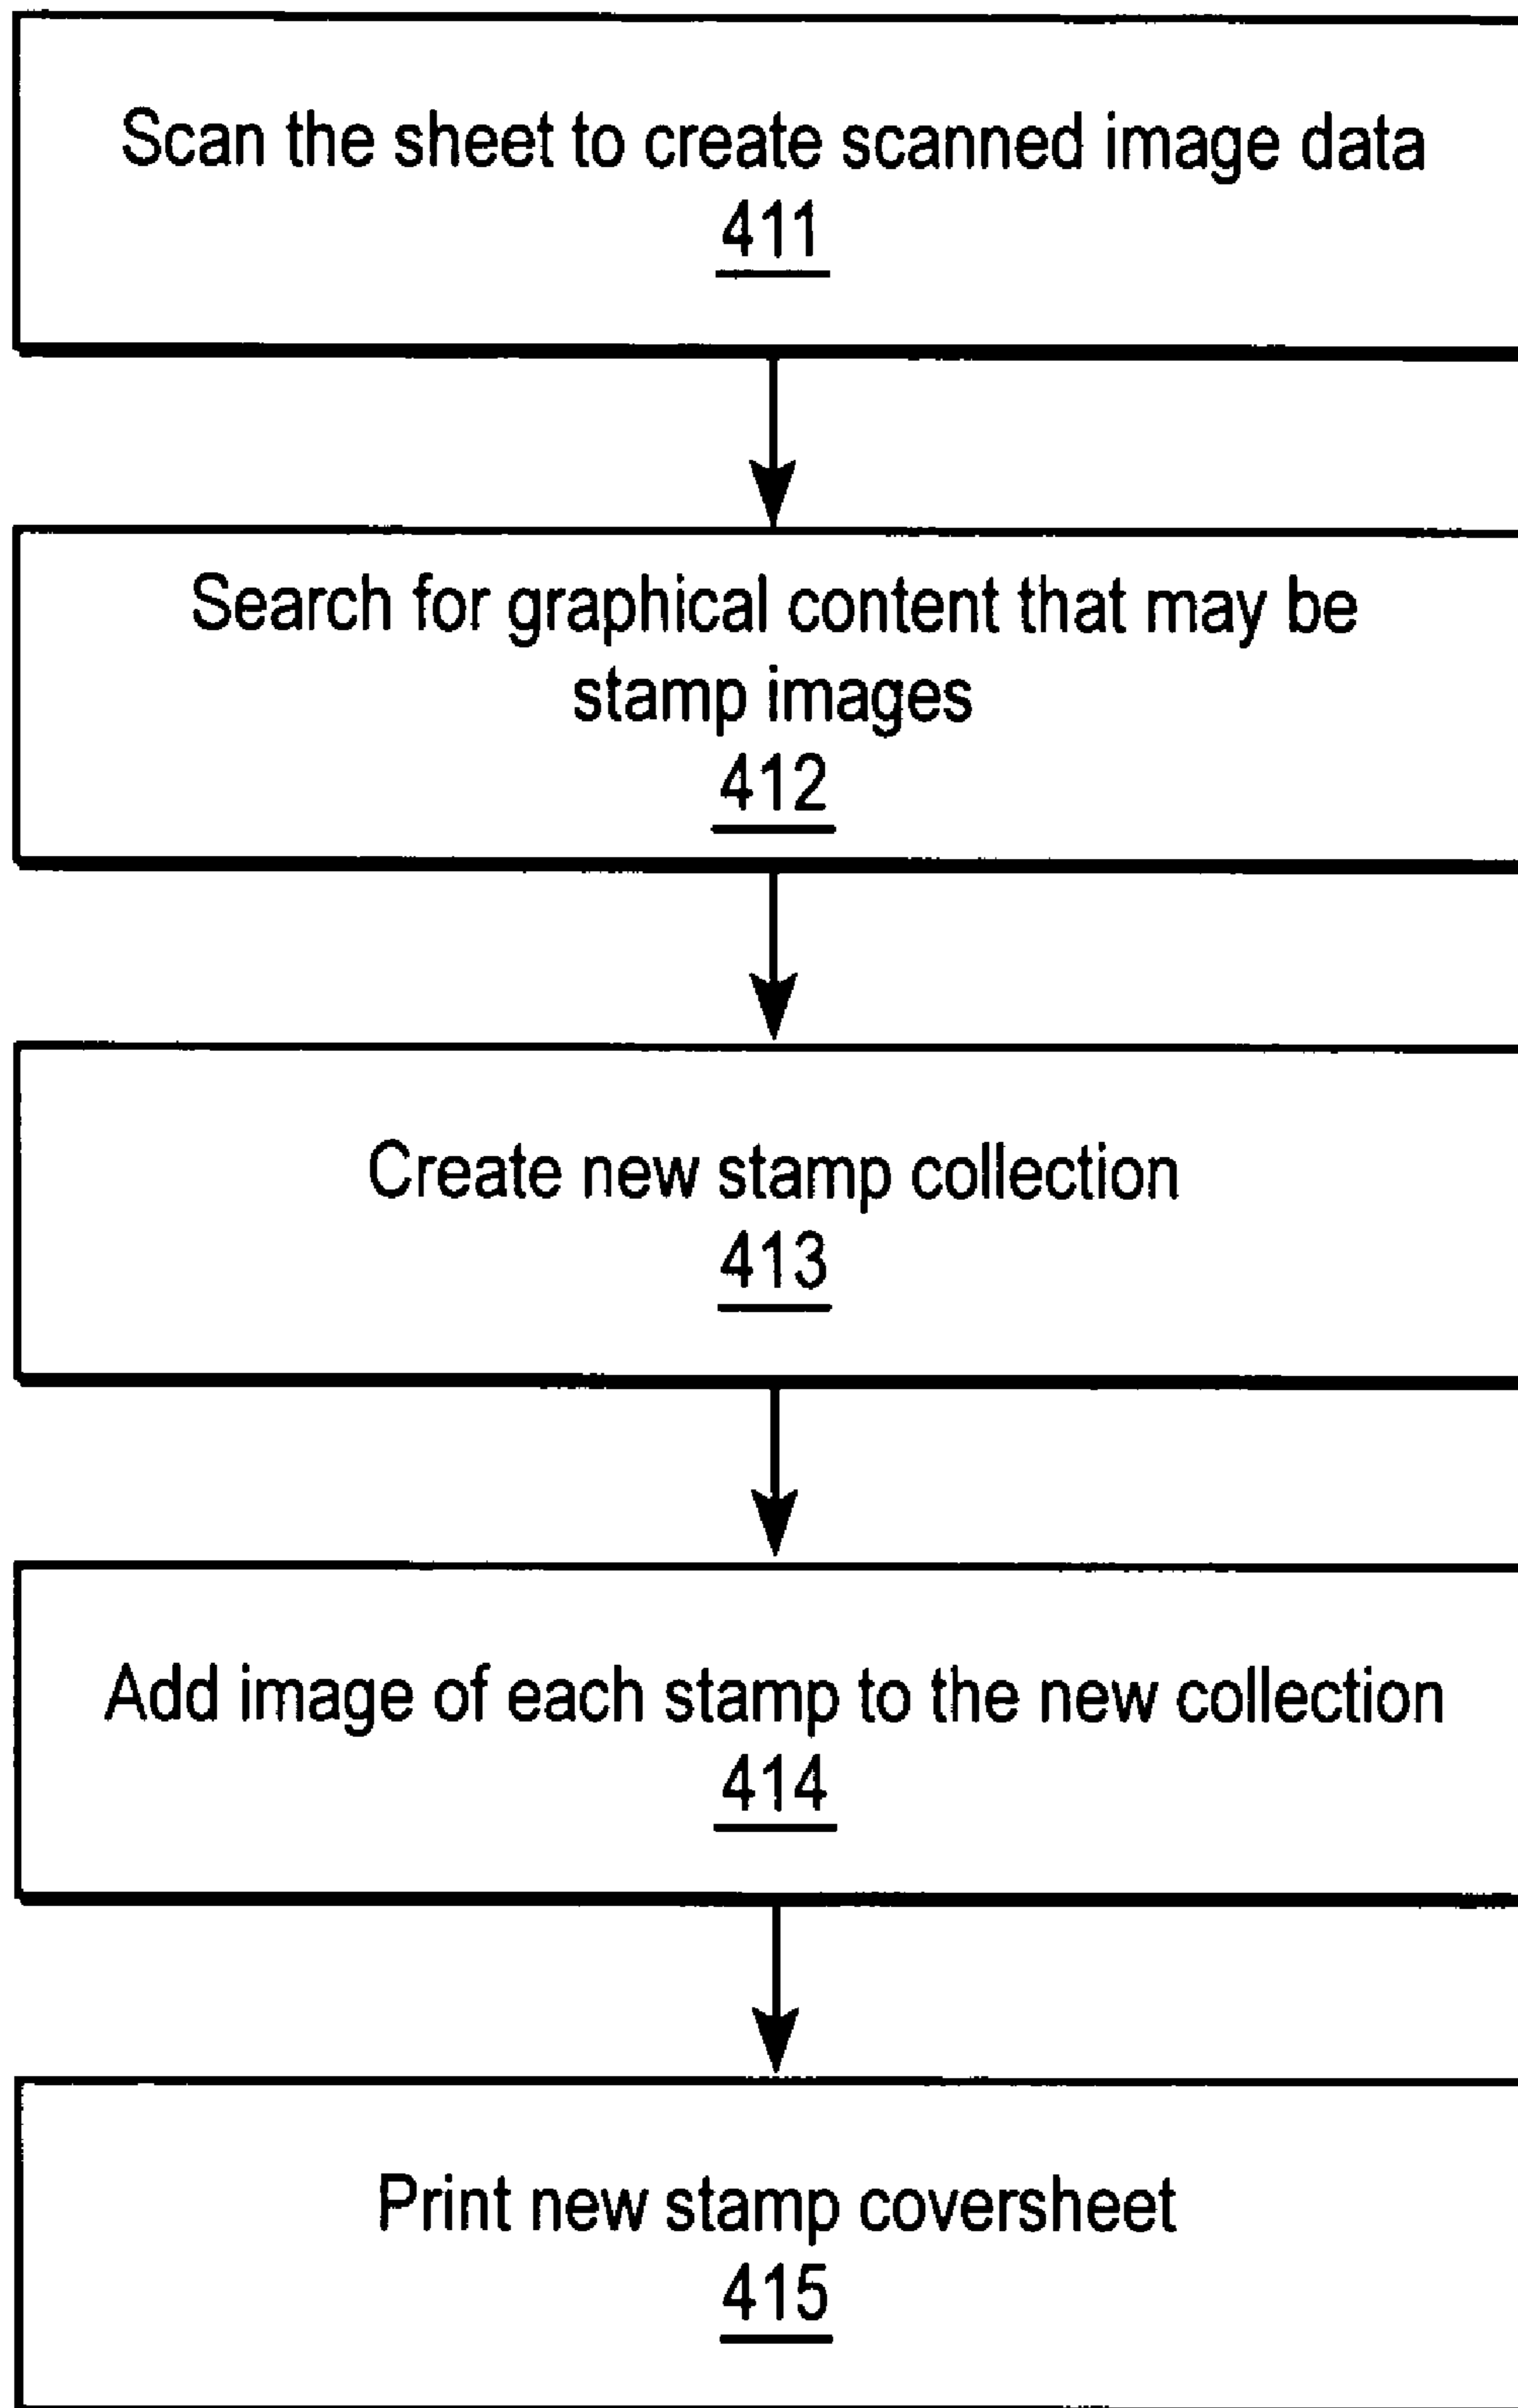 Scan the sheet to create scanned image data
411
Search for graphical content that may be
stamp images
412
Create new stamp collection
413
Add image of each stamp to the new collection
414
Print new stamp coversheet
415